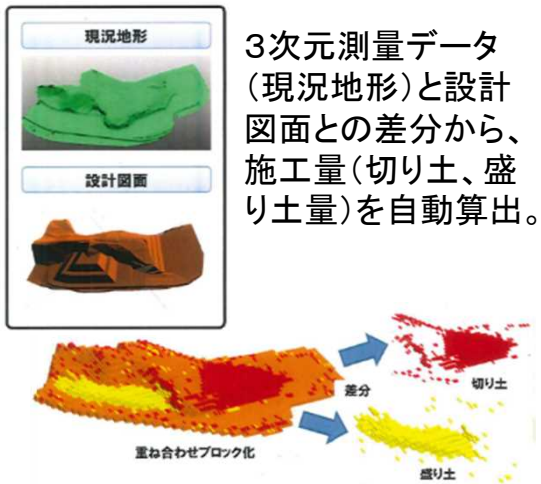 現況地形
設計図面
３次元測量データ
（現況地形）と設計
図面との差分から、
施工量（切り土、盛
り土量）を自動算出。
差分
切り土
重ね合わせブロック化
盛り土